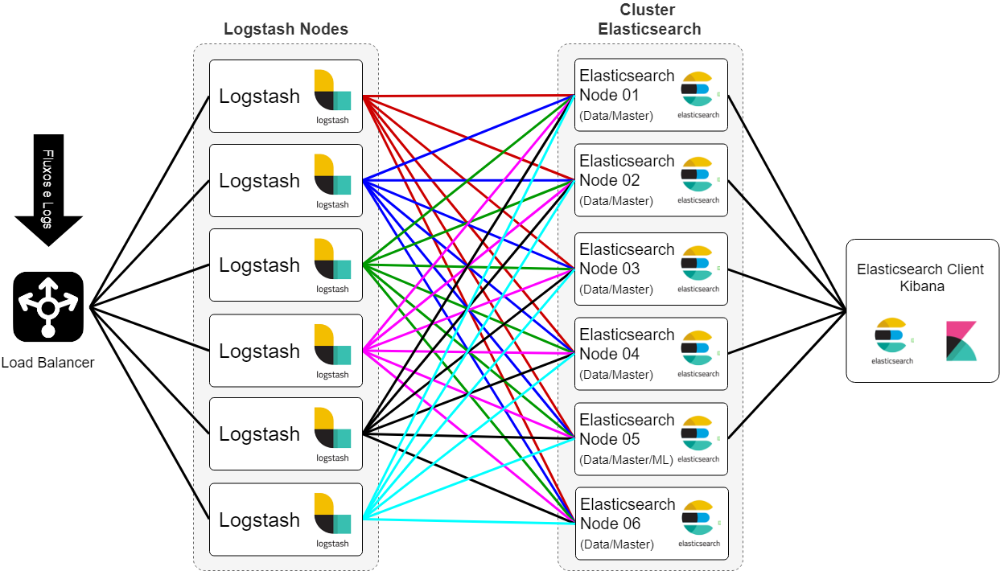 Logstash Nodes
Cluster
Elasticsearch
Fluxos e Logs
Load Balancer
Logstash
logstash
Logstash
logstash
Logstash
logstash
Logstash
logstash
Logstash
logstash
Logstash
logstash
Elasticsearch
Node 01
(Data/Master)
elasticsearch
Elasticsearch
Node 02
(Data/Master)
elasticsearch
Elasticsearch
Node 03
(Data/Master)
elasticsearch
Elasticsearch
Node 04
(Data/Master)
elasticsearch
Elasticsearch
Node 05
(Data/Master/ML)
elasticsearch
Elasticsearch
Node 06
(Data/Master)
elasticsearch
Elasticsearch Client
Kibana
elasticsearch